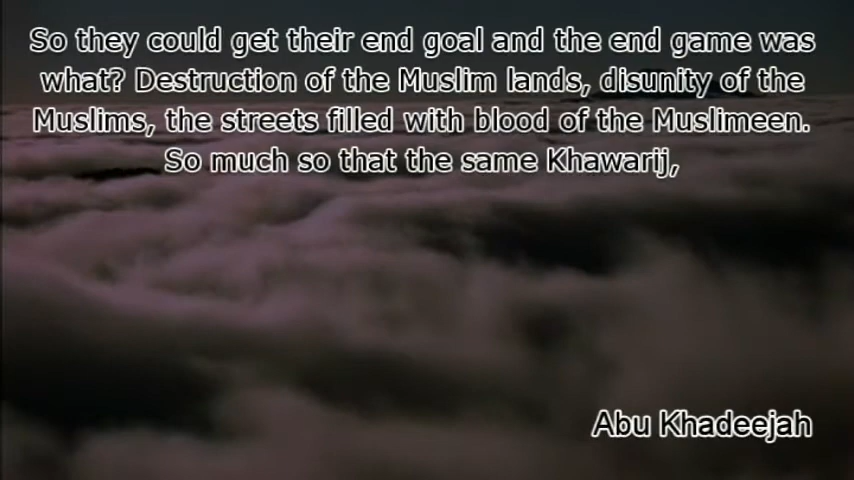 So they could get their end goal and the end game was
what? Destruction of the Muslim lands, disunity of the
Muslims, the streets filled with blood of the Muslimeen.
So much so that the same Khawarij,
Abu Khadeejah